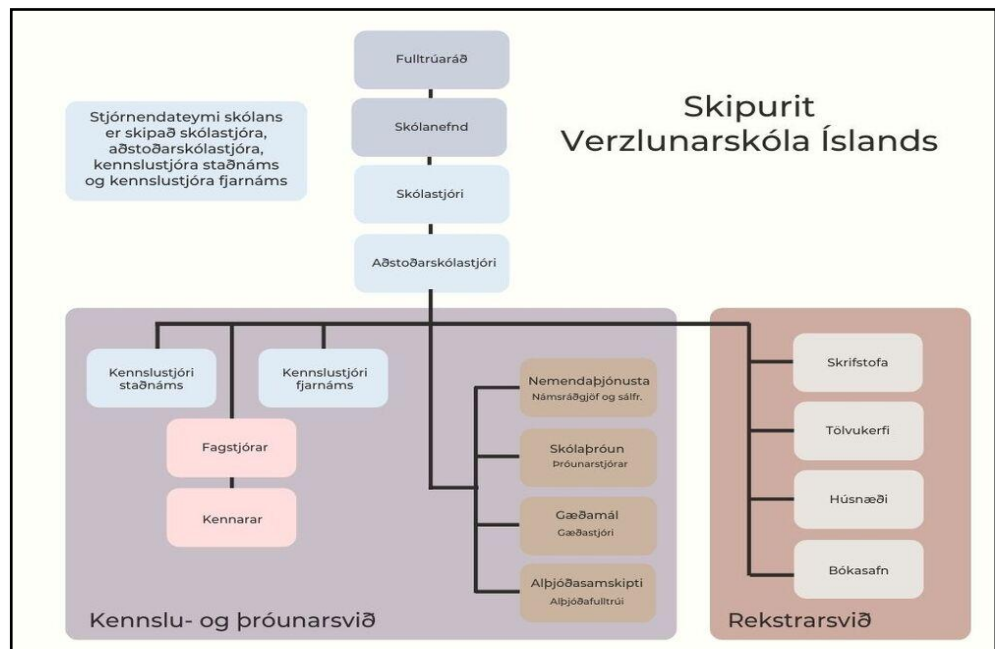 Fulltrúaráð
Skólanefnd
Skólastjóri
Aðstoðarskólastjóri
Stjórnendateymi skólans
er skipað skólastjóra,
aðstoðarskólastjóra,
kennslustjóra staðnáms
og kennslustjóra fjarnáms
Skipurit
Verzlunarskóla Íslands
Kennslustjóri
staðnáms
Kennslustjóri
fjarnáms
Fagstjórar
Kennarar
Nemendaþjónusta
Námsráðgjöf og sálfr.
Skólaþróun
Þróunarstjórar
Gæðamál
Gæðastjóri
Alþjóðasamskipti
Alþjóðafulltrúi
Kennslu- og þróunarsvið
Skrifstofa
Tölvukerfi
Húsnæði
Bókasafn
Rekstrarsvið